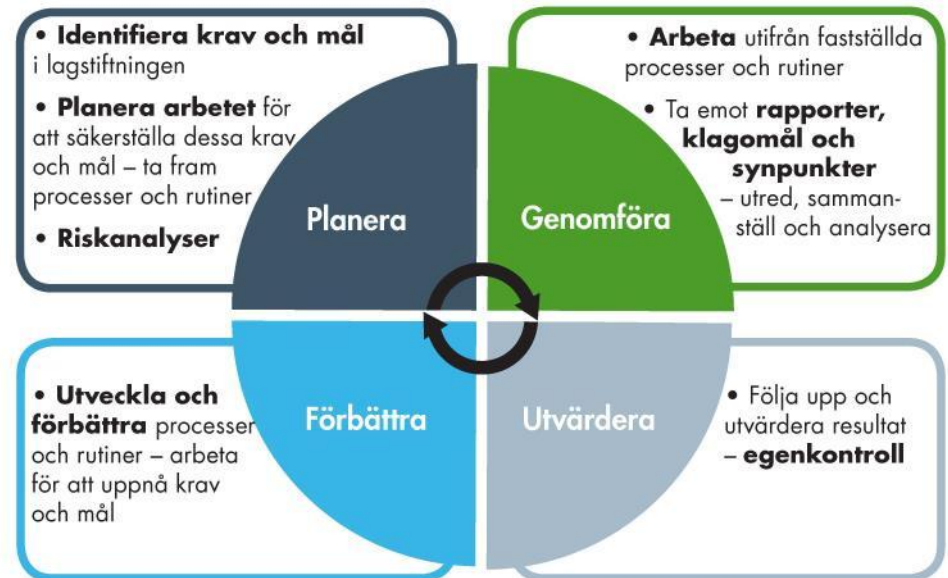 • Identifiera krav och mål
i lagstiftningen
• Planera arbetet för
att säkerställa dessa krav
och mål – ta fram
processer och rutiner
• Riskanalyser
Planera
• Arbeta utifrån fastställda
processer och rutiner
• Ta emot rapporter,
klagomål och
synpunkter
– utred, samman-
ställ och analysera
Genomföra
• Utveckla och
förbättra processer
och rutiner – arbeta
för att uppnå krav
och mål
Förbättra
Utvärdera
• Följa upp och
utvärdera resultat
– egenkontroll